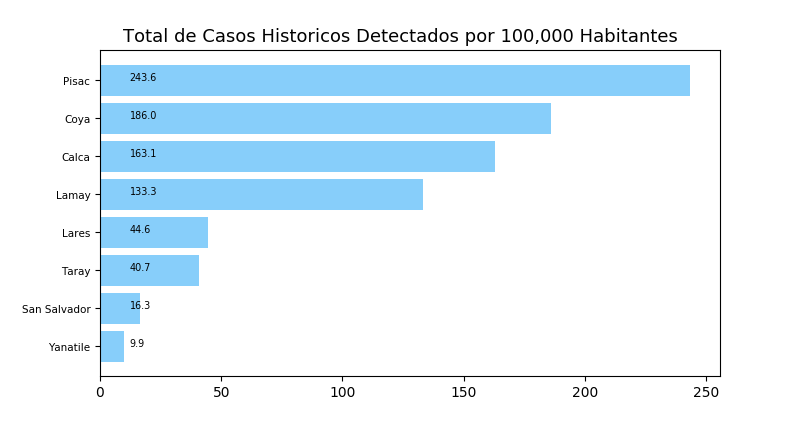 Total de Casos Historicos Detectados por 100,000 Habitantes
Pisac 243.6
Coya 186.0
Calca 163.1
Lamay 133.3
Lares 44.6
Taray 40.7
San Salvador 16.3
Yanatile 9.9
0 50 100 150 200 250